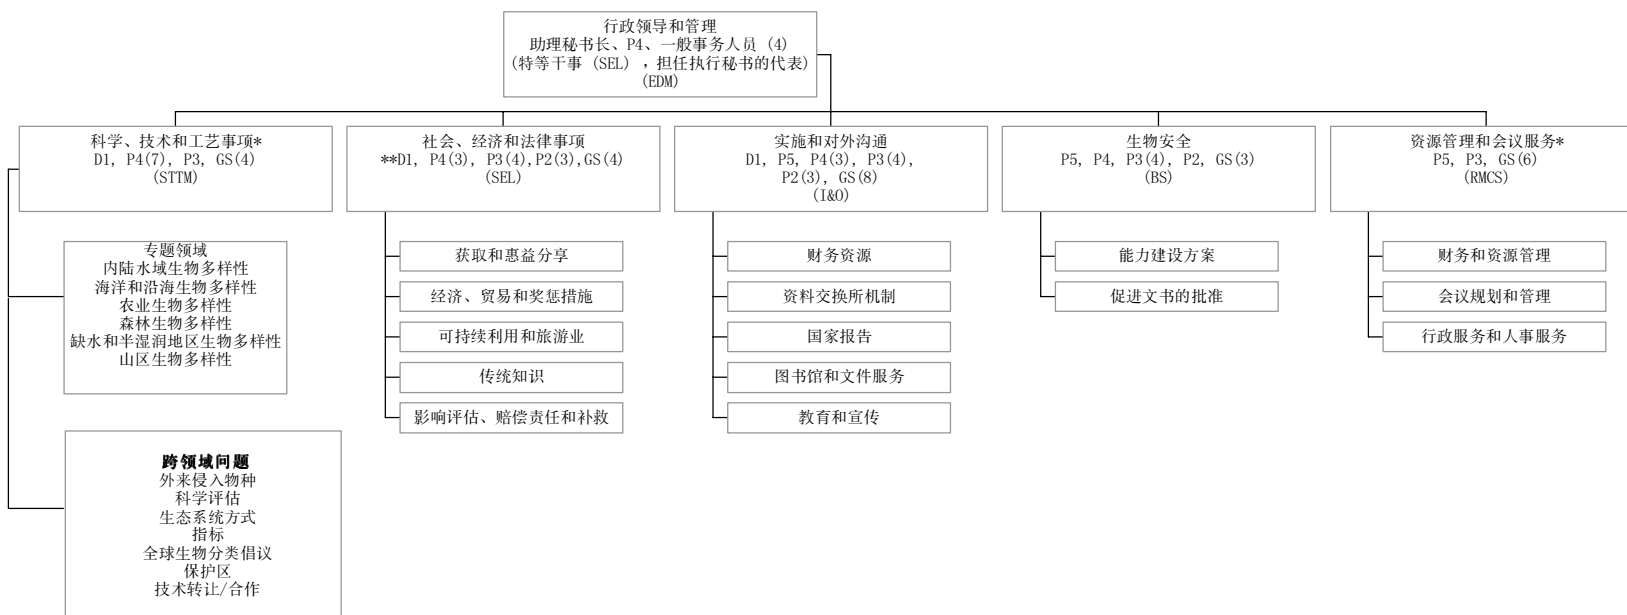 行政领导和管理
助理秘书长、P4、一般事务人员 (4)
(特等干事 (SEL) ，担任执行秘书的代表)
(EDM)
科学、技术和工艺事项*
D1, P4(7), P3, GS(4)
(STTM)
社会、经济和法律事项
**D1, P4(3), P3(4),P2(3),GS(4)
(SEL)
实施和对外沟通
D1, P5, P4(3), P3(4),
P2(3), GS(8)
(I&O)
生物安全
P5, P4, P3(4), P2, GS(3)
(BS)
资源管理和会议服务*
P5, P3, GS(6)
(RMCS)
专题领域
内陆水域生物多样性
海洋和沿海生物多样性
农业生物多样性
森林生物多样性
缺水和半湿润地区生物多样性
山区生物多样性
跨领域问题
外来侵入物种
科学评估
生态系统方式
指标
全球生物分类倡议
保护区
技术转让/合作
获取和惠益分享
经济、贸易和奖惩措施
可持续利用和旅游业
传统知识
影响评估、赔偿责任和补救
财务资源
资料交换所机制
国家报告
图书馆和文件服务
教育和宣传
能力建设方案
促进文书的批准
财务和资源管理
会议规划和管理
行政服务和人事服务